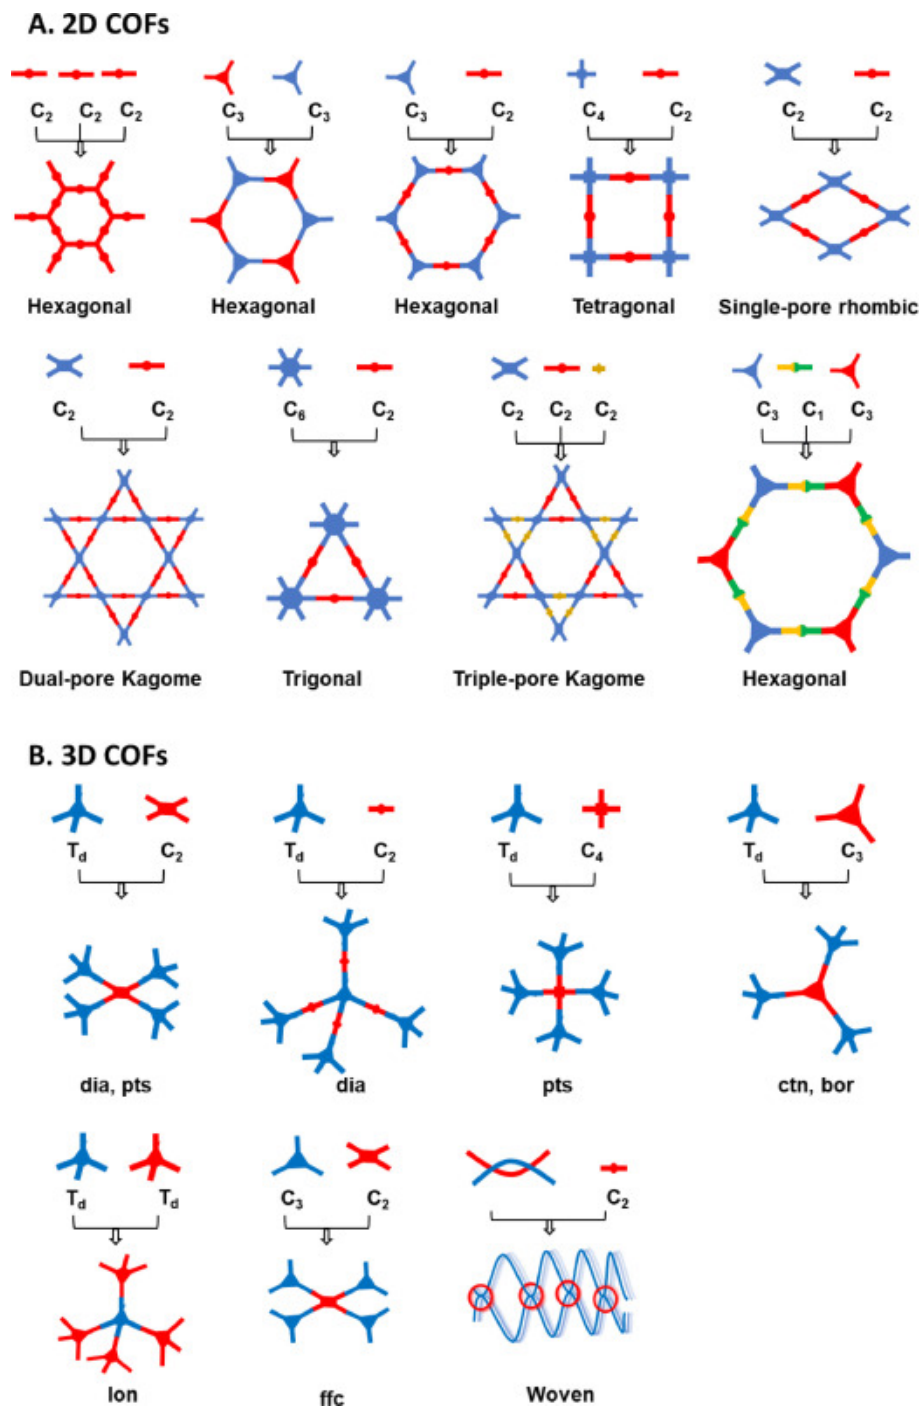 A. 2D COFs
C2 C2 C2 C3 C3 C3 C2 C4 C2 C2 C2
Hexagonal Hexagonal Hexagonal Tetragonal Single-pore rhombic
C2 C2 C6 C2 C2 C2 C2 C3 C1 C3
Dual-pore Kagome Trigonal Triple-pore Kagome Hexagonal
B. 3D COFs
Td C2 Td C2 Td C4 Td C3
dia, pts dia pts ctn, bor
Td Td C3 C2 C2
lon ffc Woven